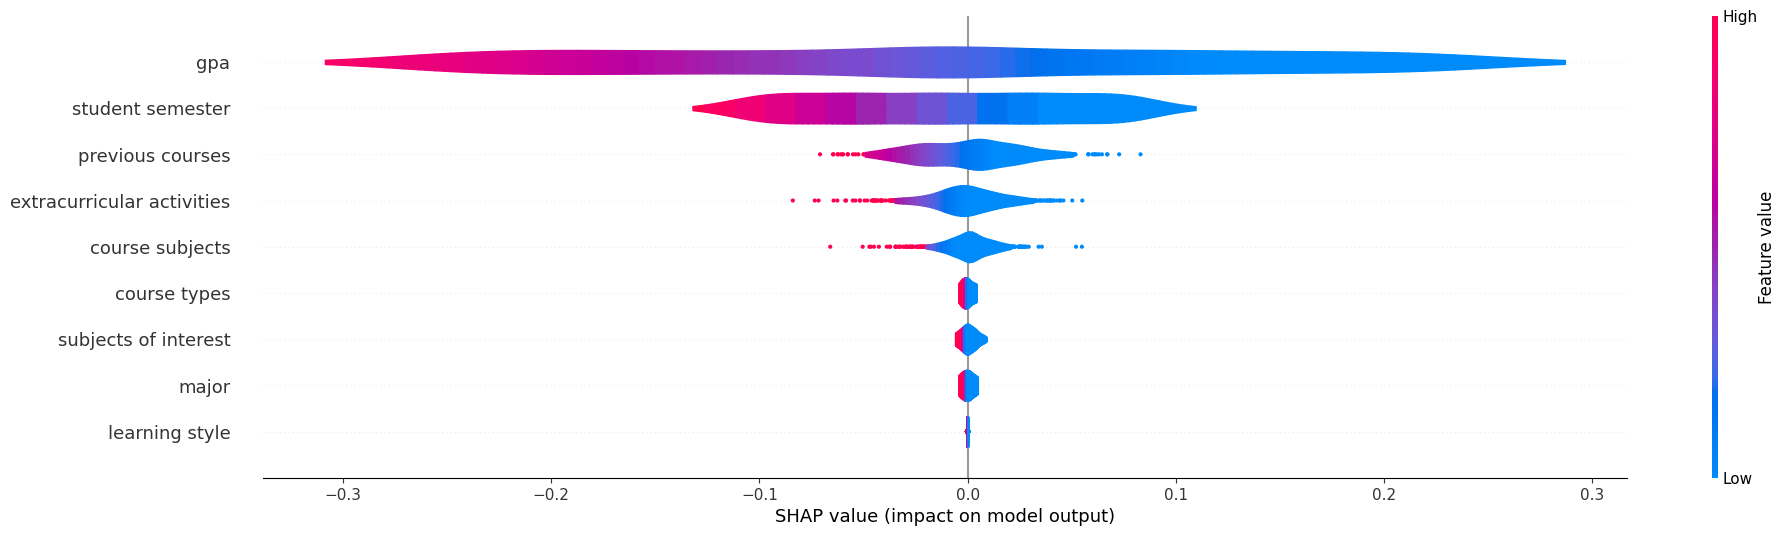 High
gpa
student semester
previous courses
extracurricular activities
course subjects
course types
subjects of interest
major
learning style
Feature value
Low
−0.3 −0.2 −0.1 0.0 0.1 0.2 0.3
SHAP value (impact on model output)